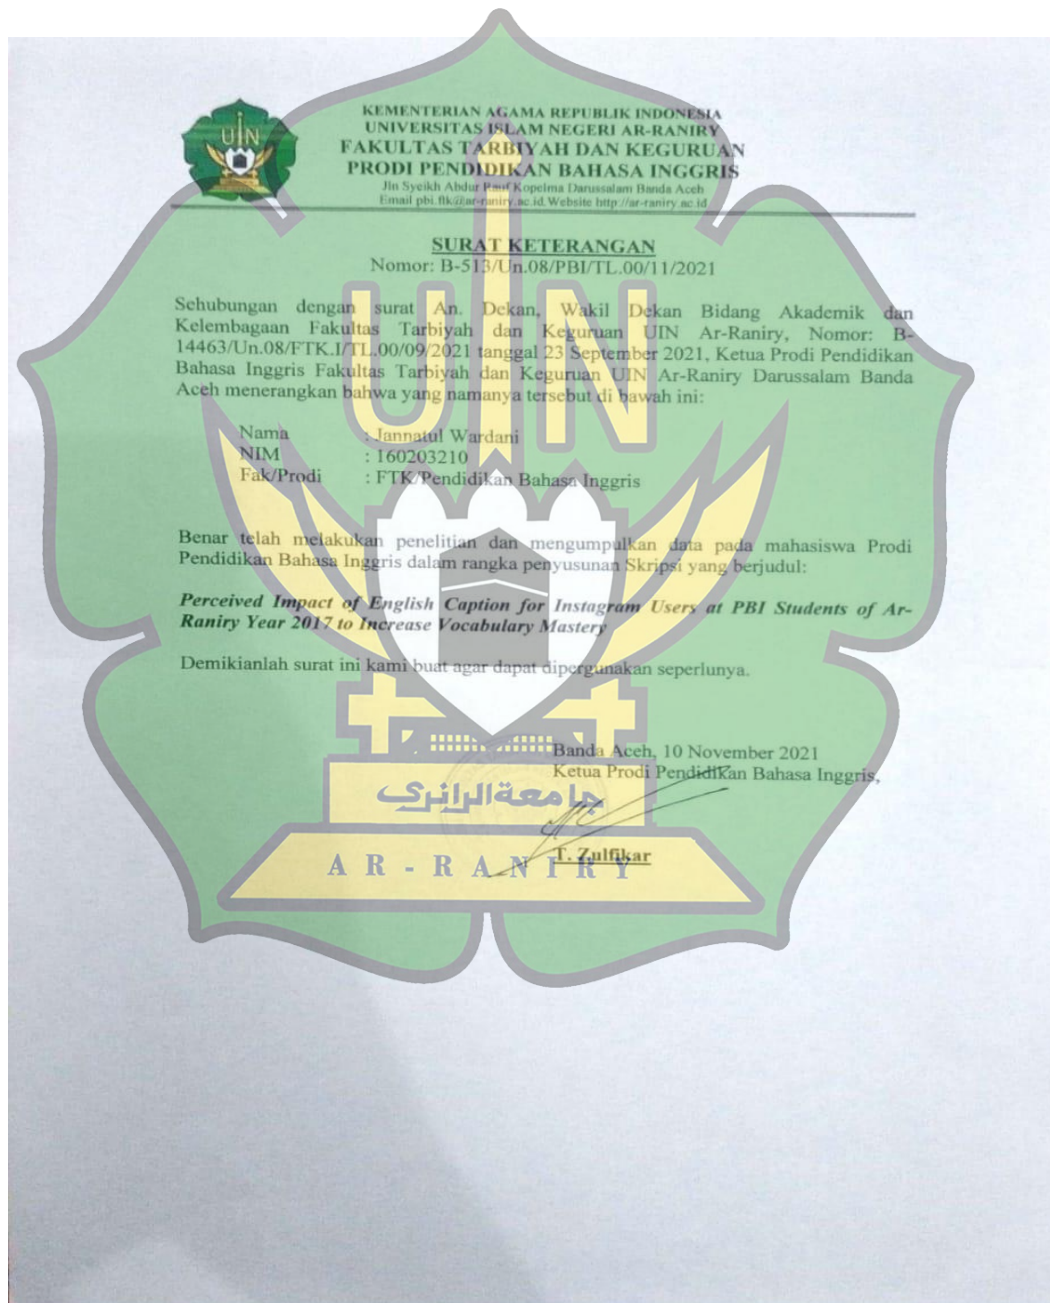 UIN
KEMENTERIAN AGAMA REPUBLIK INDONESIA
UNIVERSITAS ISLAM NEGERI AR-RANIRY
FAKULTAS TARBIYAH DAN KEGURUAN
PRODI PENDIDIKAN BAHASA INGGRIS
Jln Syeikh Abdur Rauf Kopelma Darussalam Banda Aceh
Email pbi.ftk@ar-raniry.ac.id. Website http://ar-raniry.ac.id
SURAT KETERANGAN
Nomor: B-513/Un.08/PBI/TL.00/11/2021
Sehubungan dengan surat An. Dekan, Wakil Dekan Bidang Akademik dan
Kelembagaan Fakultas Tarbiyah dan Keguruan UIN Ar-Raniry, Nomor: B-
14463/Un.08/FTK.I/TL.00/09/2021 tanggal 23 September 2021, Ketua Prodi Pendidikan
Bahasa Inggris Fakultas Tarbiyah dan Keguruan UIN Ar-Raniry Darussalam Banda
Aceh menerangkan bahwa yang namanya tersebut di bawah ini:
UIN
Nama : Jannatul Wardani
NIM : 160203210
Fak/Prodi : FTK/Pendidikan Bahasa Inggris
Benar telah melakukan penelitian dan mengumpulkan data pada mahasiswa Prodi
Pendidikan Bahasa Inggris dalam rangka penyusunan Skripsi yang berjudul:
Perceived Impact of English Caption for Instagram Users at PBI Students of Ar-
Raniry Year 2017 to Increase Vocabulary Mastery
Demikianlah surat ini kami buat agar dapat dipergunakan seperlunya.
Banda Aceh, 10 November 2021
Ketua Prodi Pendidikan Bahasa Inggris,
جامعة الرانري
T. Zulfikar
AR-RANIRY